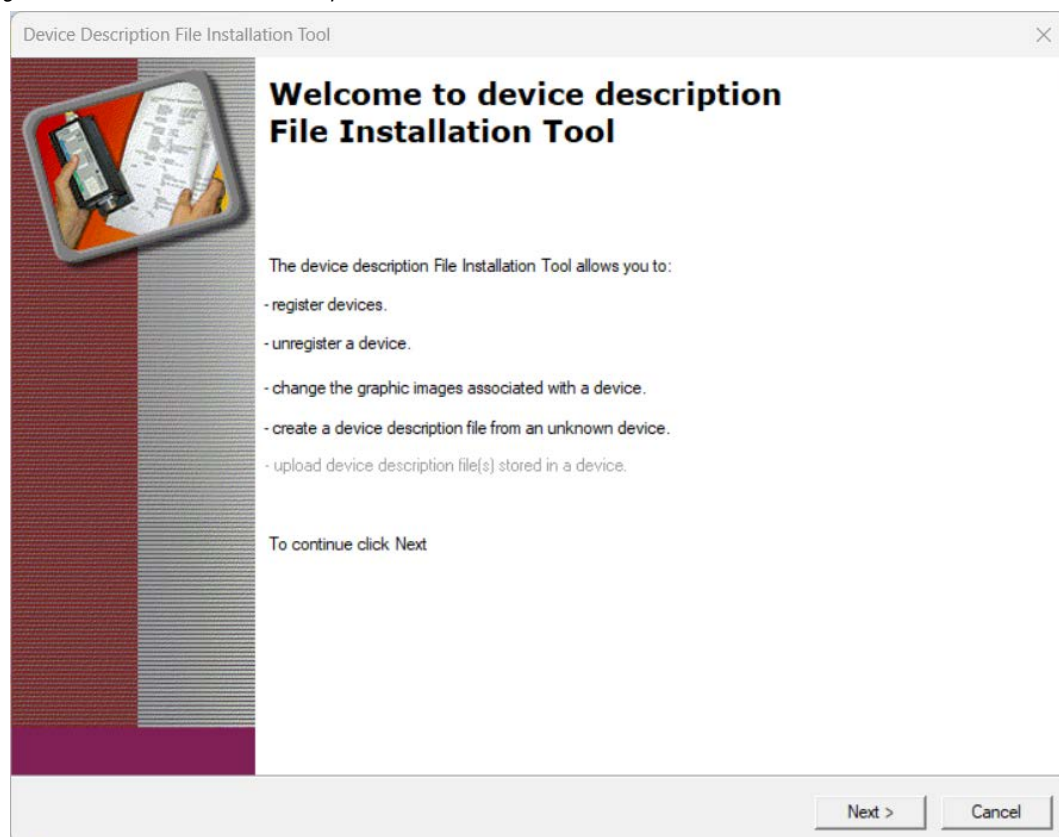 Device Description File Installation Tool
Welcome to device description
File Installation Tool
The device description File Installation Tool allows you to:
- register devices.
- unregister a device.
- change the graphic images associated with a device.
- create a device description file from an unknown device.
- upload device description file(s) stored in a device.
To continue click Next
Next >
Cancel